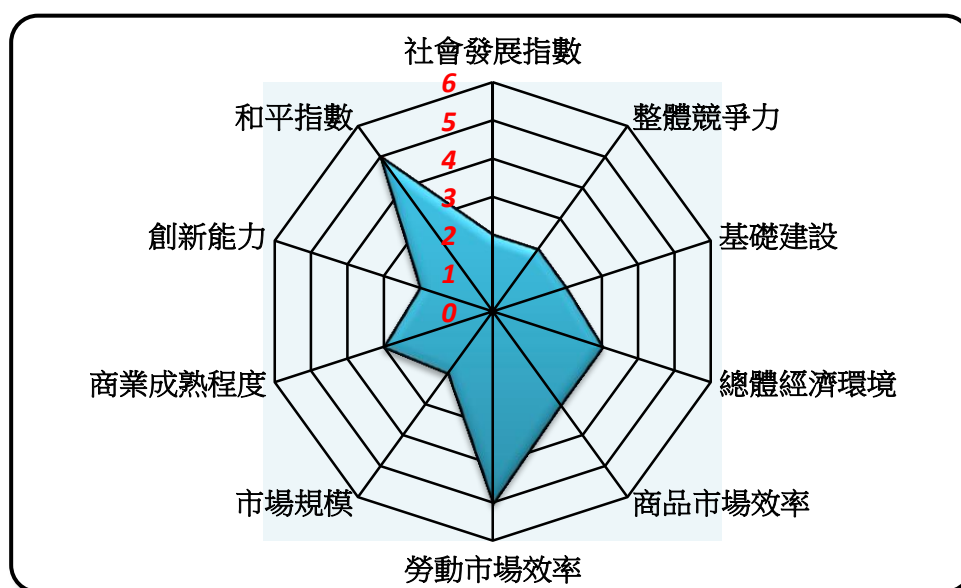 社會發展指數
整體競爭力
基礎建設
總體經濟環境
商品市場效率
勞動市場效率
市場規模
商業成熟程度
創新能力
和平指數
6
5
4
3
2
1
0